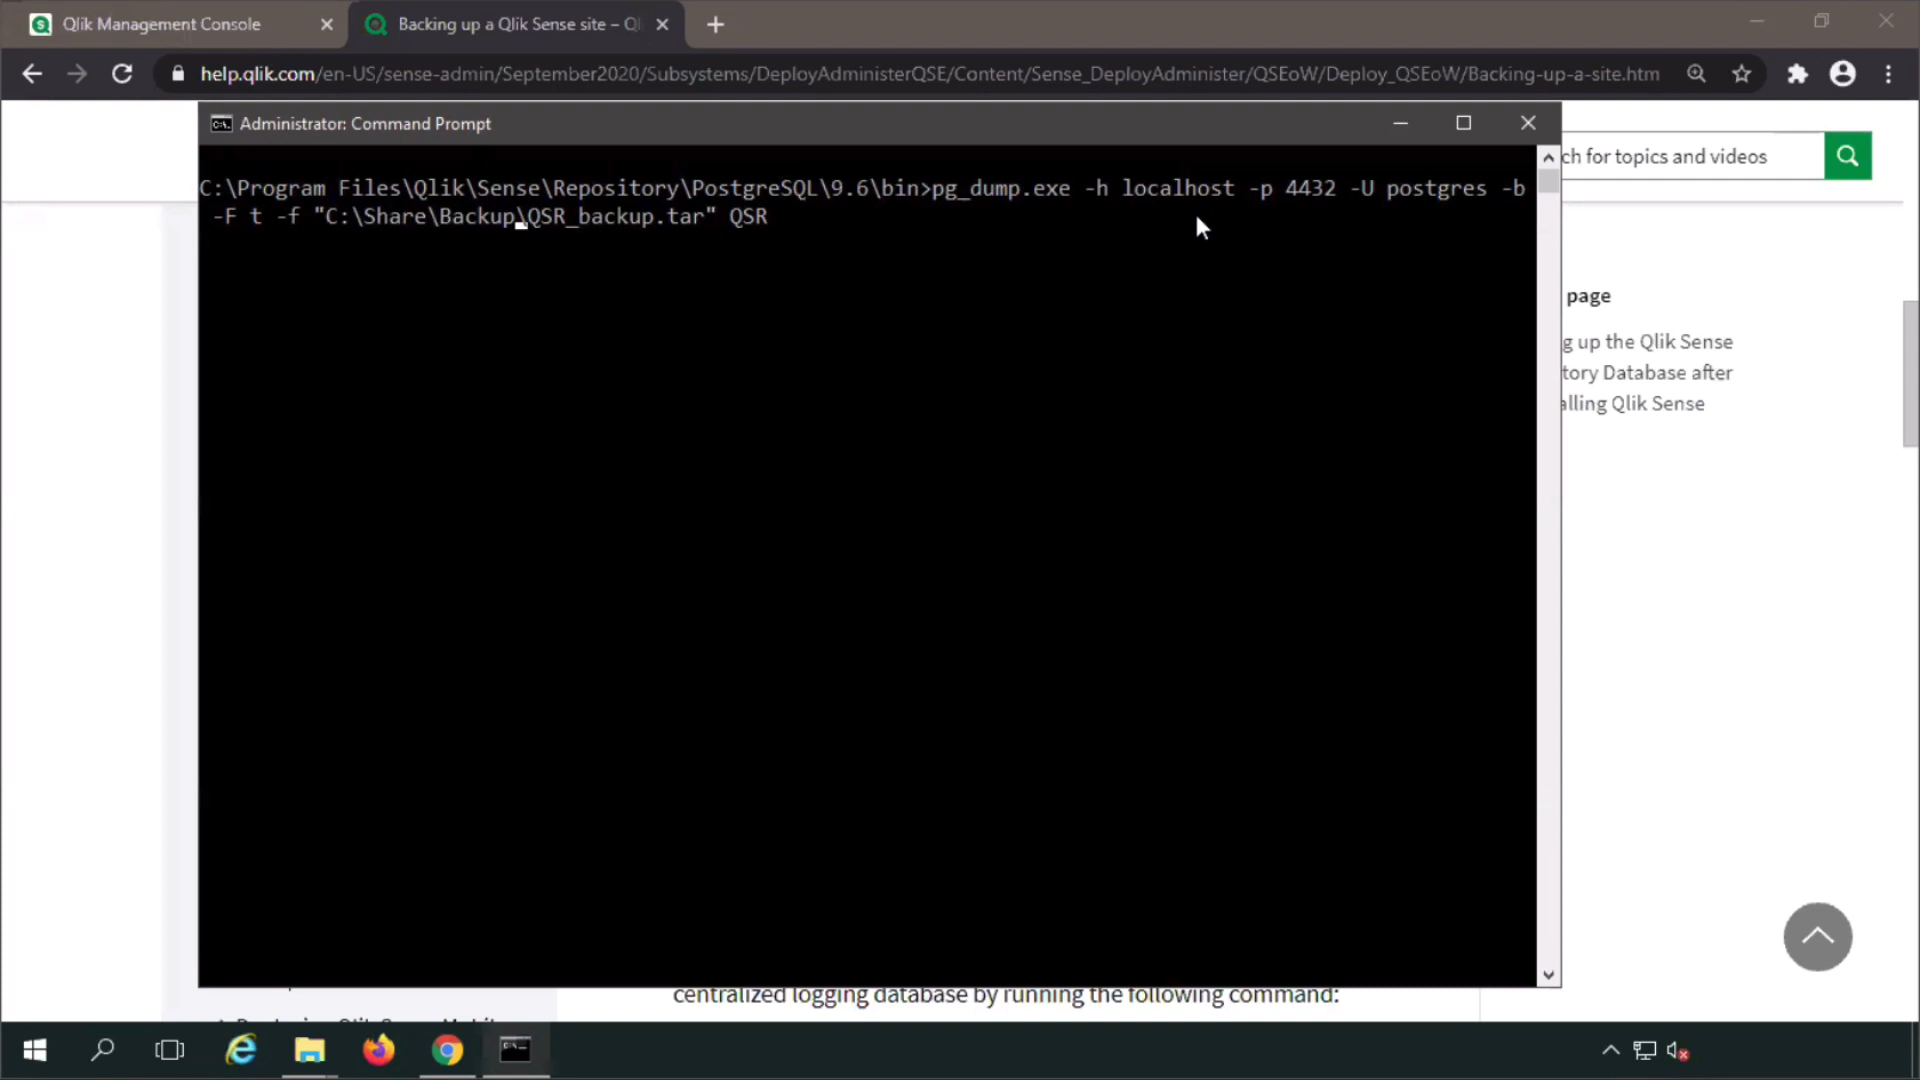 Qlik Management Console
Backing up a Qlik Sense site – Q
help.qlik.com/en-US/sense-admin/September2020/Subsystems/DeployAdministerQSE/Content/Sense_DeployAdminister/QSEoW/Deploy_QSEoW/Backing-up-a-site.htm
Administrator: Command Prompt
C:\Program Files\Qlik\Sense\Repository\PostgreSQL\9.6\bin>pg_dump.exe -h localhost -p 4432 -U postgres -b
-F t -f "C:\Share\Backup\QSR_backup.tar" QSR
ch for topics and videos
page
g up the Qlik Sense
tory Database after
alling Qlik Sense
centralized logging database by running the following command: